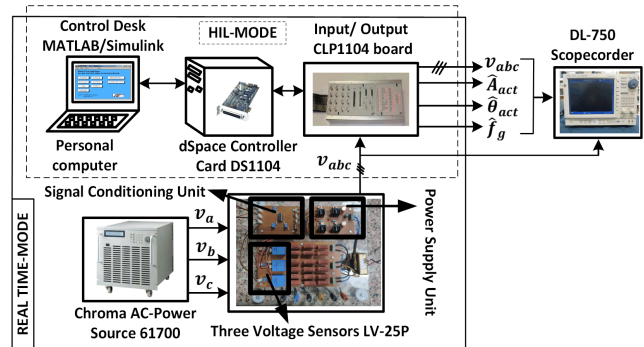 Control Desk
MATLAB/Simulink
HIL-MODE
Input/ Output
CLP1104 board
DL-750
Scopecorder
v_abc
Â_act
θ̂_act
f̂_g
Personal
computer
dSpace Controller
Card DS1104
v_abc
Signal Conditioning Unit
Power Supply Unit
REAL TIME-MODE
v_a
v_b
v_c
Chroma AC-Power
Source 61700
Three Voltage Sensors LV-25P